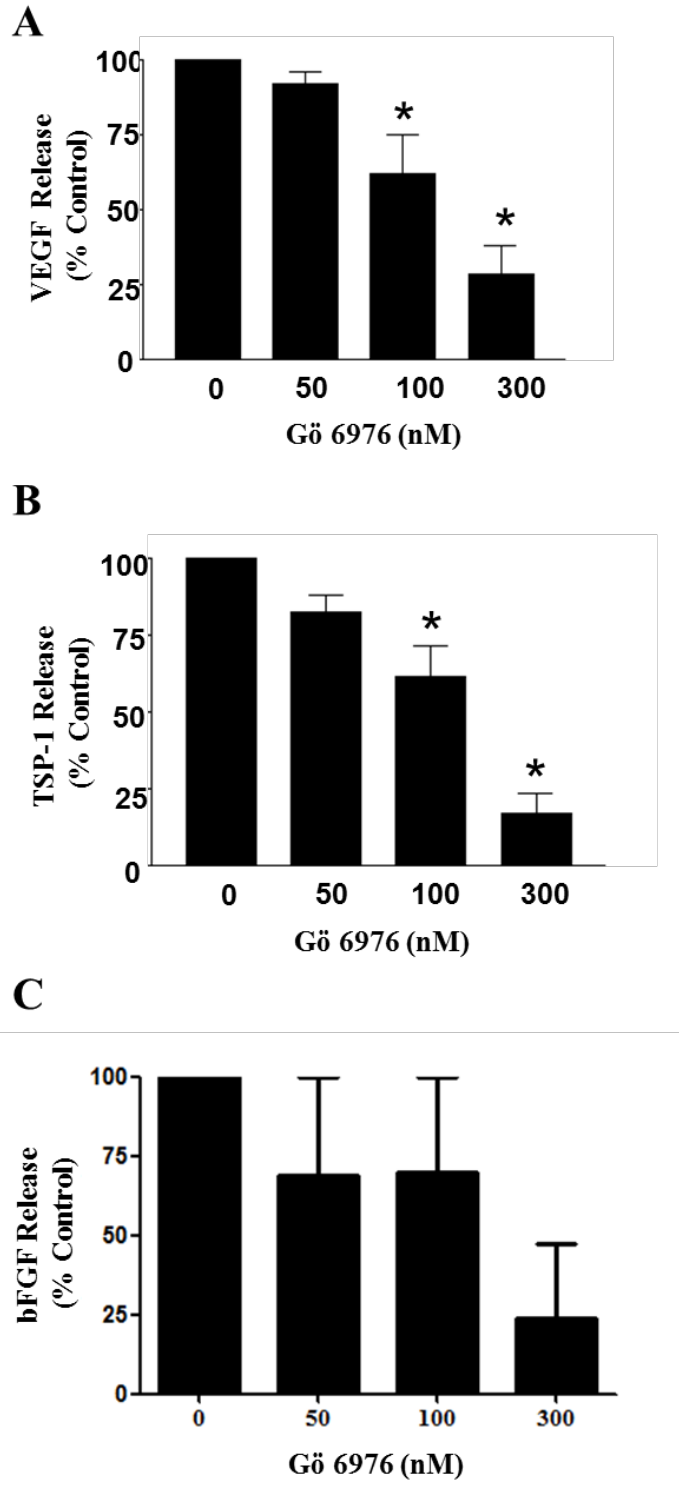 A
100
75
50
25
0
VEGF Release
(% Control)
*
*
0 50 100 300
Gö 6976 (nM)
B
100
75
50
25
0
TSP-1 Release
(% Control)
*
*
0 50 100 300
Gö 6976 (nM)
C
100
75
50
25
0
bFGF Release
(% Control)
0 50 100 300
Gö 6976 (nM)